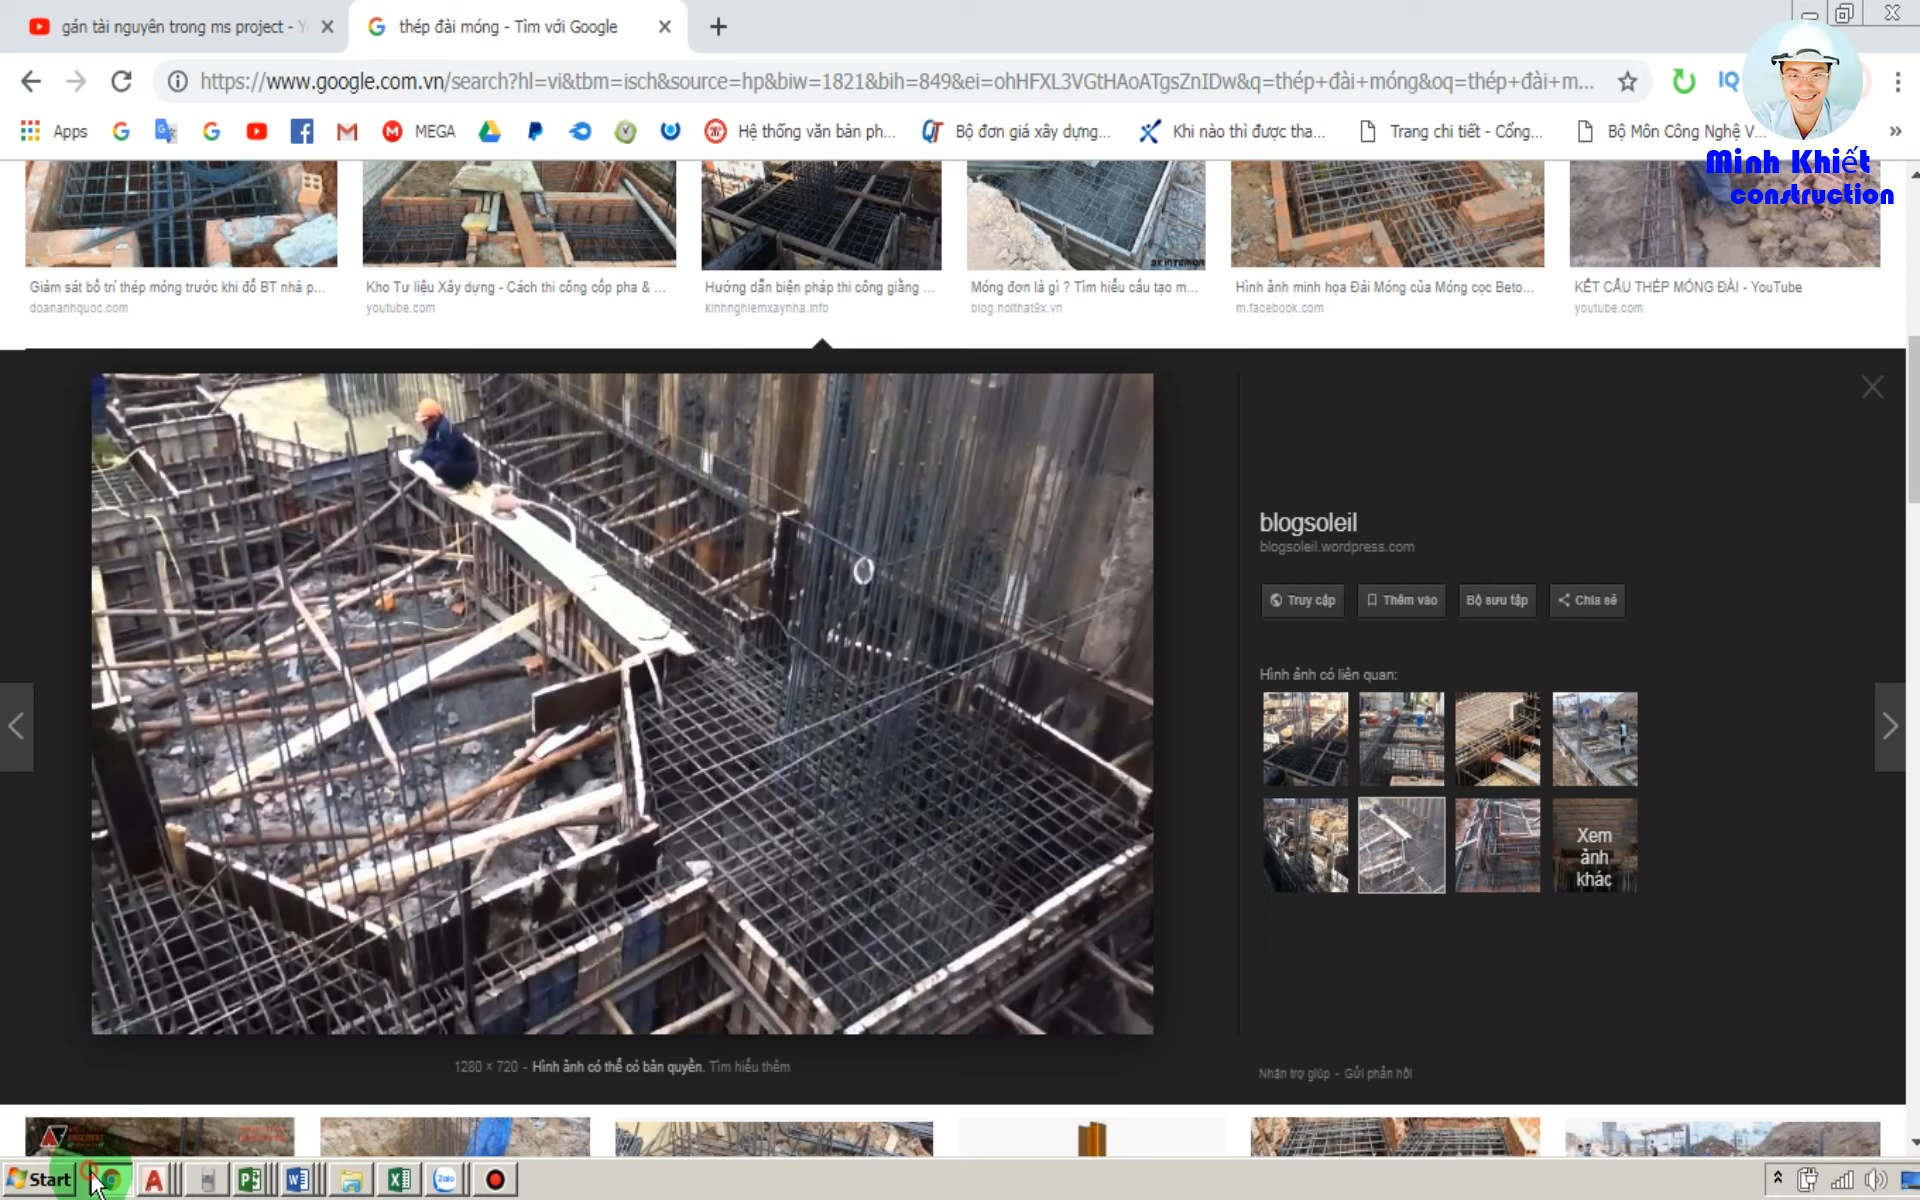 gán tài nguyên trong ms project - Y
thép đài móng - Tìm với Google
https://www.google.com.vn/search?hl=vi&tbm=isch&source=hp&biw=1821&bih=849&ei=ohHFXL3VGtHAoATgsZnIDw&q=thép+đài+móng&oq=thép+đài+m...
IQ
Apps
MEGA
Hệ thống văn bản ph...
Bộ đơn giá xây dựng...
Khi nào thì được tha...
Trang chi tiết - Cổng...
Bộ Môn Công Nghệ V...
Minh Khiết
construction
Giám sát bố trí thép móng trước khi đổ BT nhà p...
doananhquoc.com
Kho Tư liệu Xây dựng - Cách thi công cốp pha & ...
youtube.com
Hướng dẫn biện pháp thi công giằng ...
kinhnghiemxaynha.info
Móng đơn là gì ? Tìm hiểu cấu tạo m...
blog.noithat9x.vn
Hình ảnh minh họa Đài Móng của Móng cọc Beto...
m.facebook.com
KẾT CẤU THÉP MÓNG ĐÀI - YouTube
youtube.com
blogsoleil
blogsoleil.wordpress.com
Truy cập
Thêm vào
Bộ sưu tập
Chia sẻ
Hình ảnh có liên quan:
Xem
ảnh
khác
1280 × 720 - Hình ảnh có thể có bản quyền. Tìm hiểu thêm
Nhận trợ giúp - Gửi phản hồi
Start
Zalo